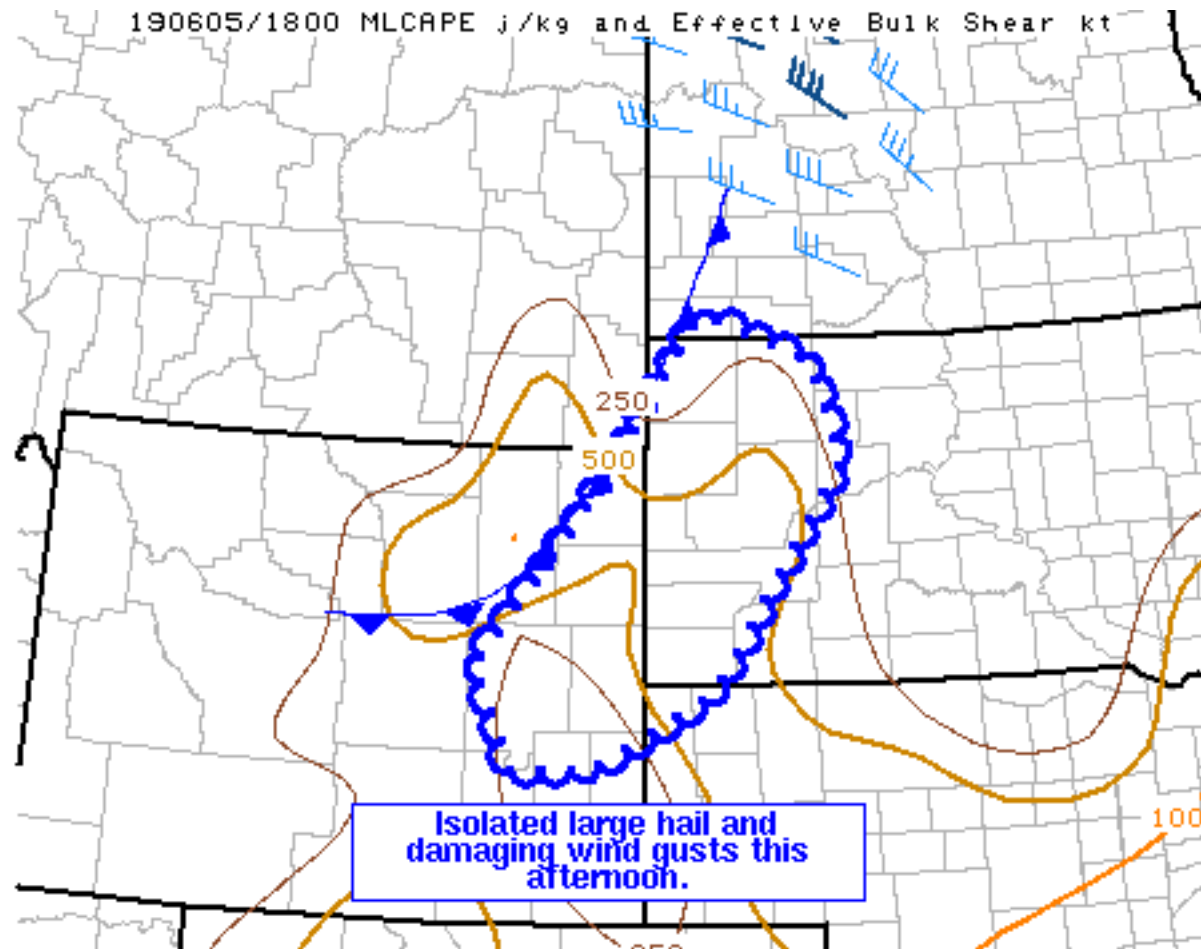 190605/1800 MLCAPE j/kg and Effective Bulk Shear kt
250
500
100
Isolated large hail and
damaging wind gusts this
afternoon.